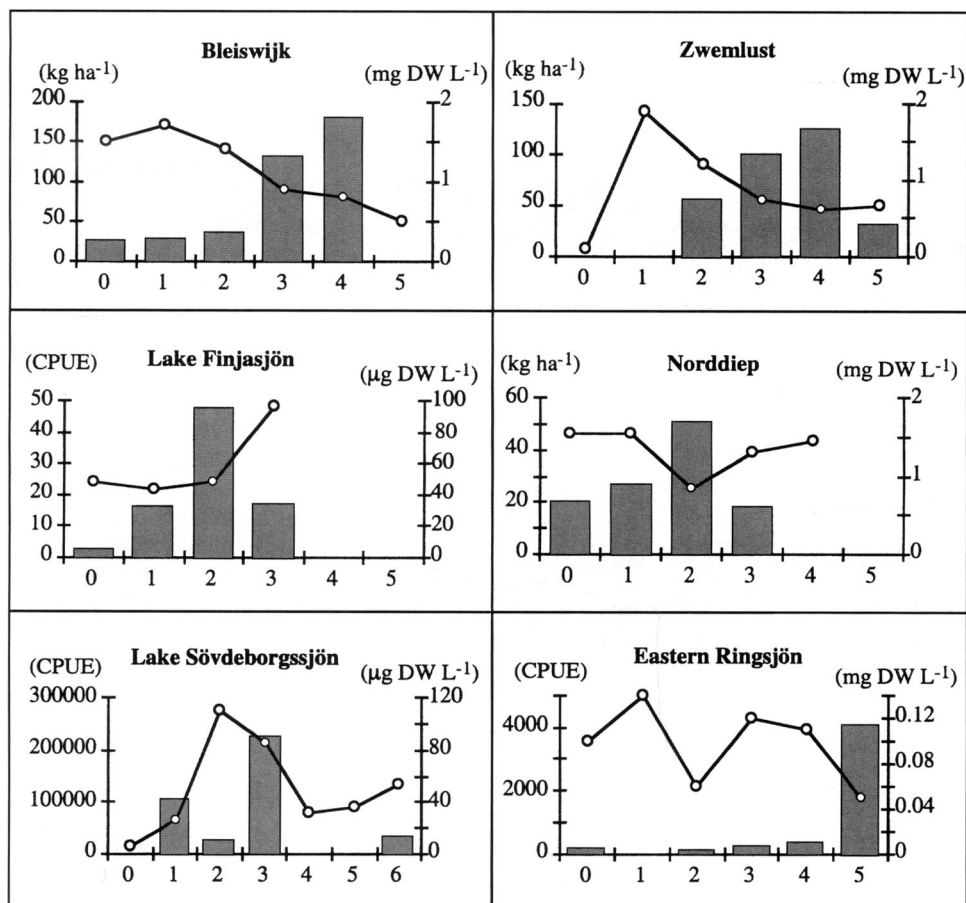 Bleiswijk
(kg ha-1) (mg DW L-1)
200 2
150
100 1
50
0 0
0 1 2 3 4 5
Zwemlust
(kg ha-1) (mg DW L-1)
150 2
100
1
50
0 0
0 1 2 3 4 5
(CPUE) Lake Finjasjön (µg DW L-1)
50 100
40 80
30 60
20 40
10 20
0 0
0 1 2 3 4 5
(kg ha-1) Norddiep (mg DW L-1)
60 2
40
1
20
0 0
0 1 2 3 4 5
(CPUE) Lake Sövdeborgssjön (µg DW L-1)
300000 120
200000 80
100000 40
0 0
0 1 2 3 4 5 6
(CPUE) Eastern Ringsjön (mg DW L-1)
4000 0.12
0.08
2000
0.04
0 0
0 1 2 3 4 5